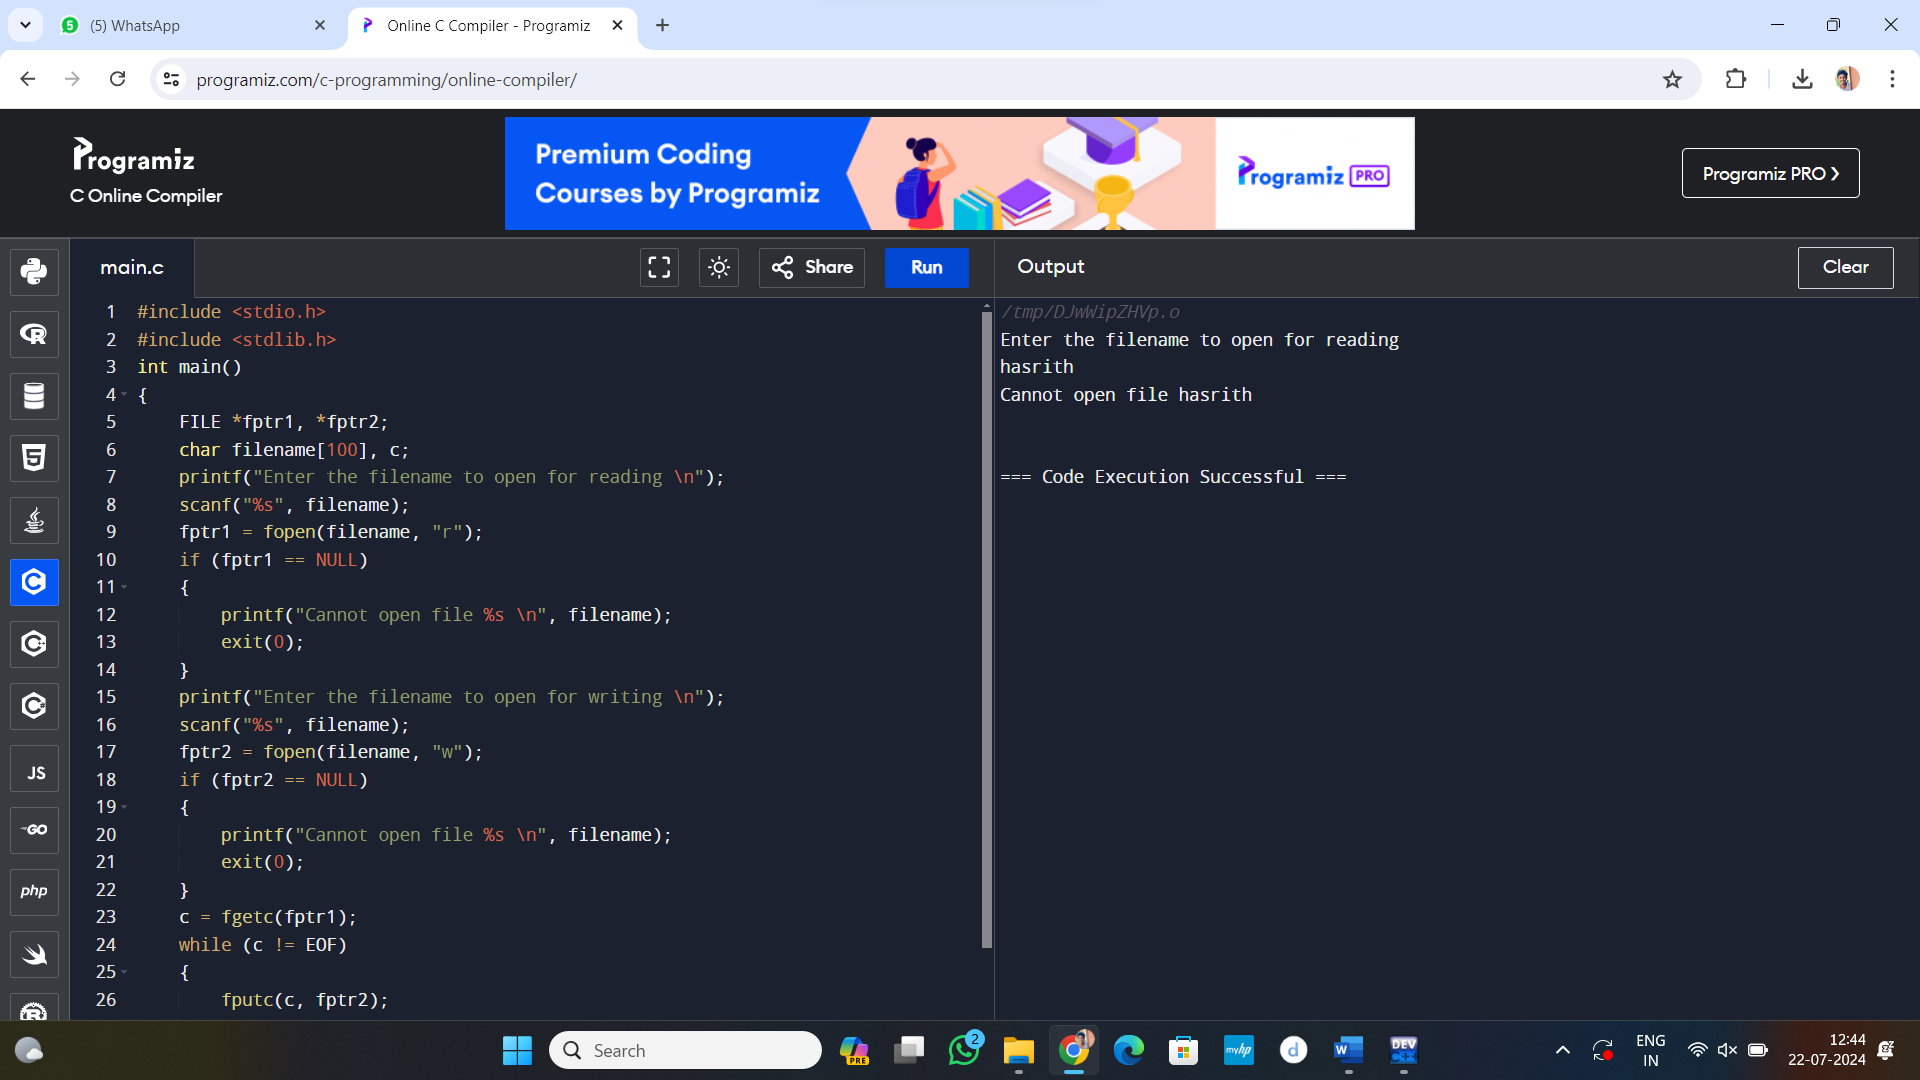 (5) WhatsApp
Online C Compiler - Programiz
programiz.com/c-programming/online-compiler/
Programiz
C Online Compiler
Premium Coding
Courses by Programiz
Programiz PRO
Programiz PRO
main.c
Share
Run
Output
Clear
1 #include <stdio.h>
2 #include <stdlib.h>
3 int main()
4 {
5 FILE *fptr1, *fptr2;
6 char filename[100], c;
7 printf("Enter the filename to open for reading \n");
8 scanf("%s", filename);
9 fptr1 = fopen(filename, "r");
10 if (fptr1 == NULL)
11 {
12 printf("Cannot open file %s \n", filename);
13 exit(0);
14 }
15 printf("Enter the filename to open for writing \n");
16 scanf("%s", filename);
17 fptr2 = fopen(filename, "w");
18 if (fptr2 == NULL)
19 {
20 printf("Cannot open file %s \n", filename);
21 exit(0);
22 }
23 c = fgetc(fptr1);
24 while (c != EOF)
25 {
26 fputc(c, fptr2);
/tmp/DJwWipZHVp.o
Enter the filename to open for reading
hasrith
Cannot open file hasrith
=== Code Execution Successful ===
JS
GO
php
Search
PRE
2
myhp
d
W
DEV
C++
ENG
IN
12:44
22-07-2024